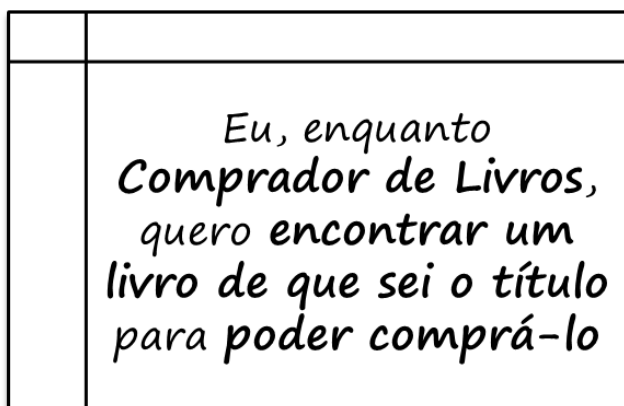 Eu, enquanto
Comprador de Livros,
quero encontrar um
livro de que sei o título
para poder comprá-lo